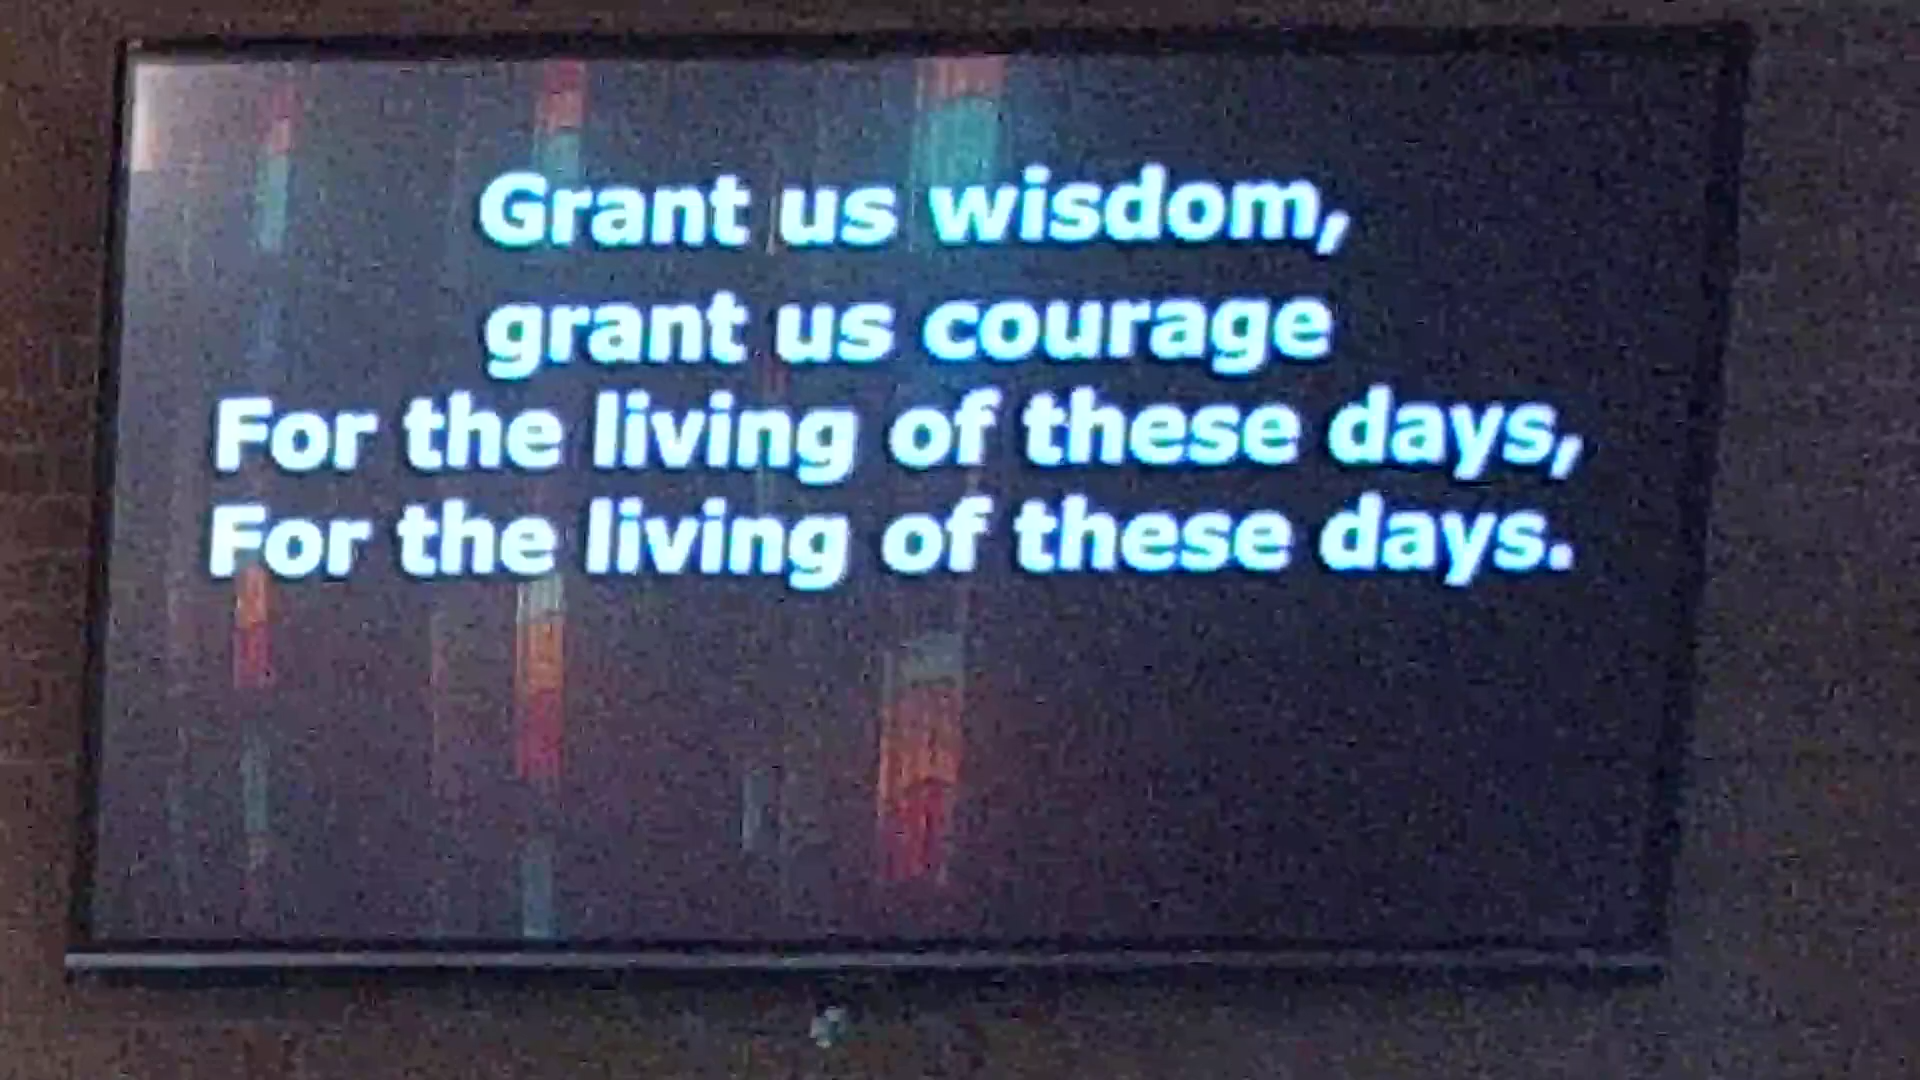 Grant us wisdom,
grant us courage
For the living of these days,
For the living of these days.